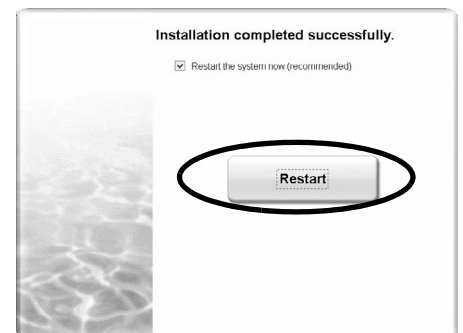 Installation completed successfully.
Restart the system now (recommended)
Restart